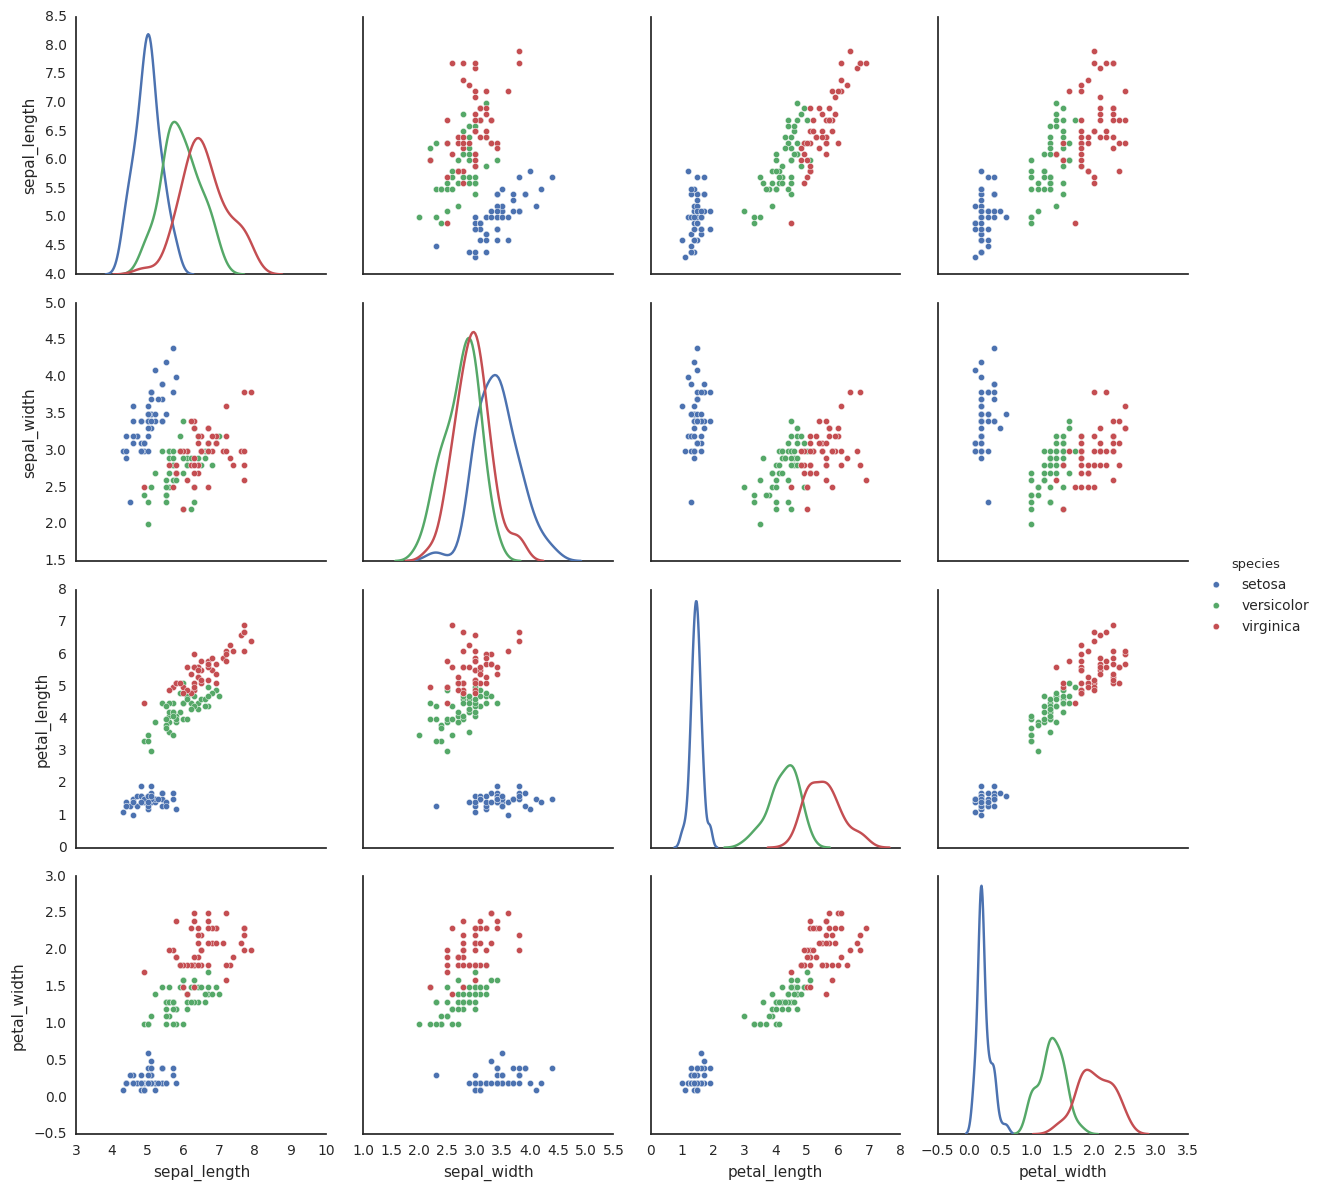 8.5
8.0
7.5
7.0
6.5
6.0
5.5
5.0
4.5
4.0
sepal_length
5.0
4.5
4.0
3.5
3.0
2.5
2.0
1.5
sepal_width
8
7
6
5
4
3
2
1
0
petal_length
3.0
2.5
2.0
1.5
1.0
0.5
0.0
−0.5
petal_width
3 4 5 6 7 8 9 10
sepal_length
1.0 1.5 2.0 2.5 3.0 3.5 4.0 4.5 5.0 5.5
sepal_width
0 1 2 3 4 5 6 7 8
petal_length
−0.5 0.0 0.5 1.0 1.5 2.0 2.5 3.0 3.5
petal_width
species
setosa
versicolor
virginica